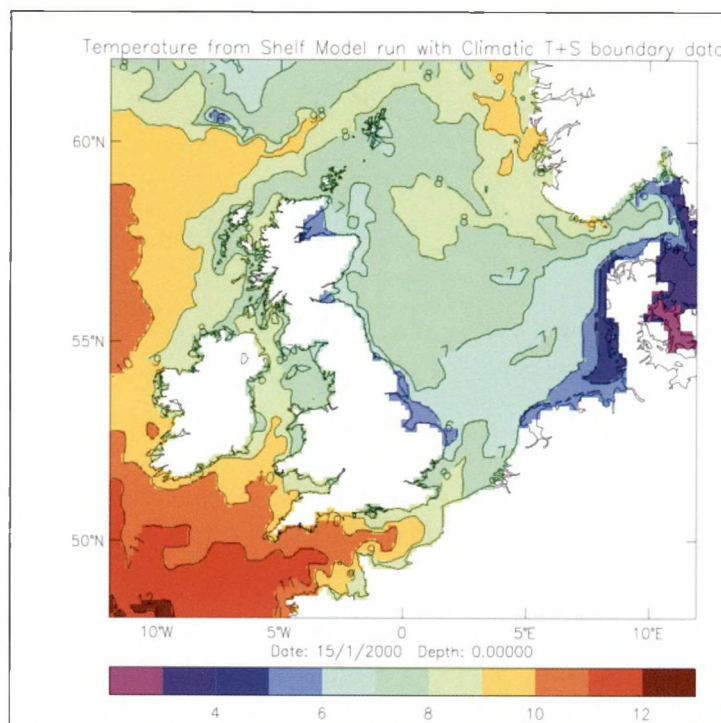 Temperature from Shelf Model run with Climatic T+S boundary data
60°N
55°N
50°N
10°W 5°W 0 5°E 10°E
Date: 15/1/2000 Depth: 0.00000
4 6 8 10 12